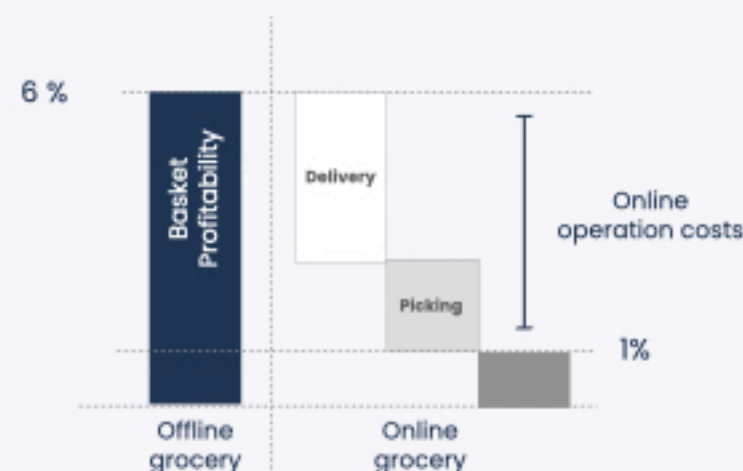 6 %
Basket
Profitability
Delivery
Picking
Online
operation costs
1%
Offline
grocery
Online
grocery